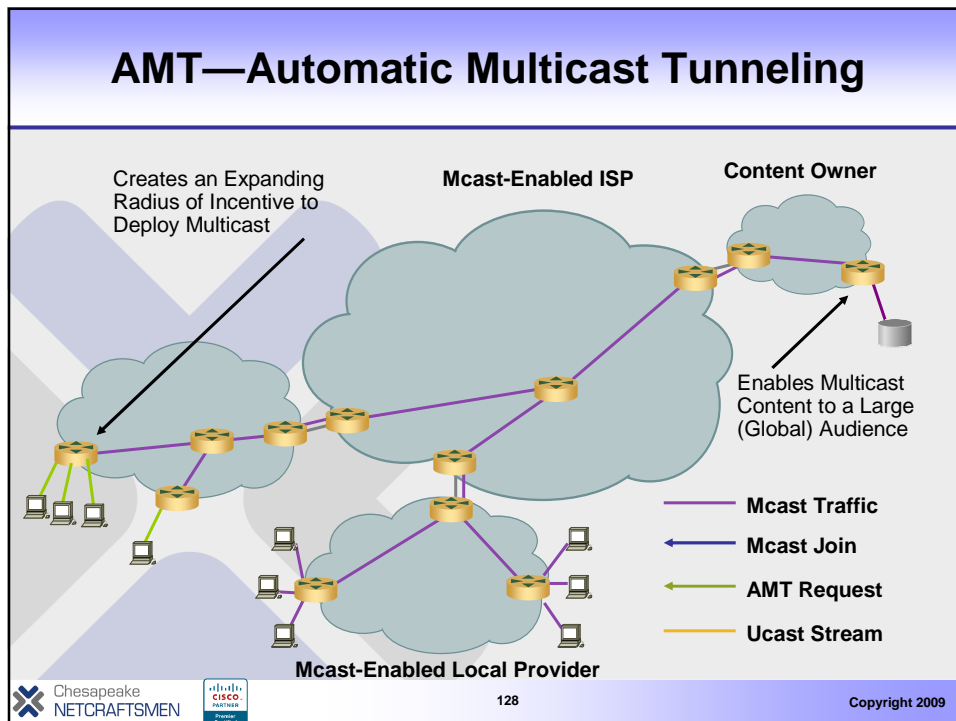 AMT—Automatic Multicast Tunneling
Creates an Expanding
Radius of Incentive to
Deploy Multicast
Mcast-Enabled ISP
Content Owner
Enables Multicast
Content to a Large
(Global) Audience
Mcast Traffic
Mcast Join
AMT Request
Ucast Stream
Mcast-Enabled Local Provider
Chesapeake
NETCRAFTSMEN
CISCO
PARTNER
Premier
128
Copyright 2009